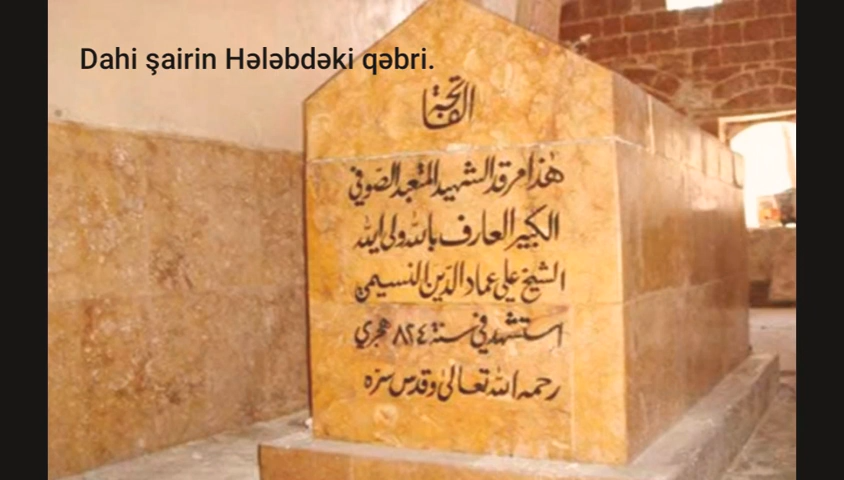 Dahi şairin Hələbdəki qəbri.
الفاتحة
هذا مرقد الشهيد المتعبد الصوفي
الكبير العارف بالله ولي الله
الشيخ علي عماد الدين النسيمي
استشهد في سنة ٨٢٤ هجري
رحمه الله تعالى وقدس سره